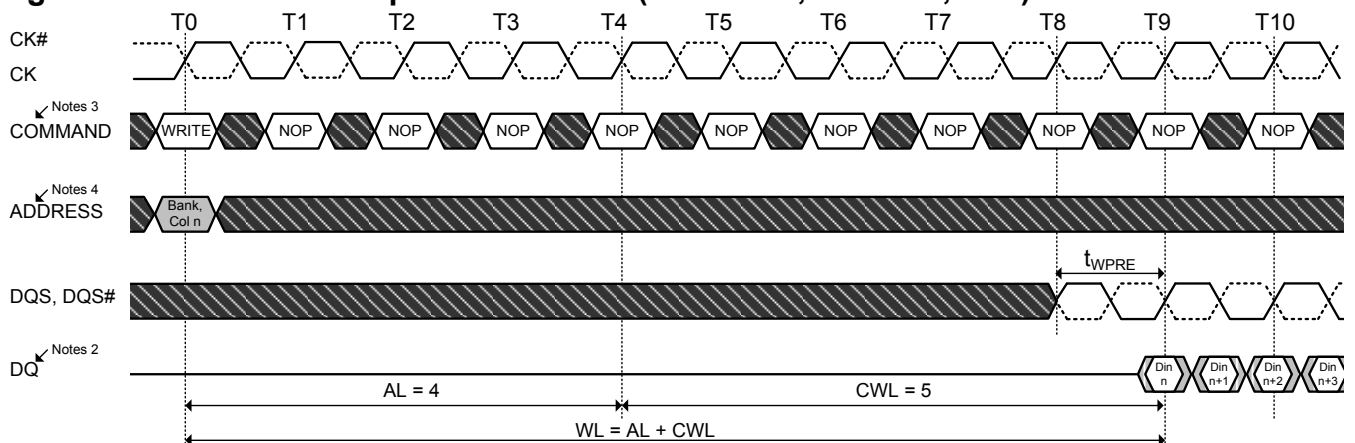 T0 T1 T2 T3 T4 T5 T6 T7 T8 T9 T10
CK#
CK
Notes 3
COMMAND WRITE NOP NOP NOP NOP NOP NOP NOP NOP NOP NOP
Notes 4
ADDRESS
Bank,
Col n
tWPRE
DQS, DQS#
Notes 2
DQ
Din Din Din Din
n n+1 n+2 n+3
AL = 4 CWL = 5
WL = AL + CWL